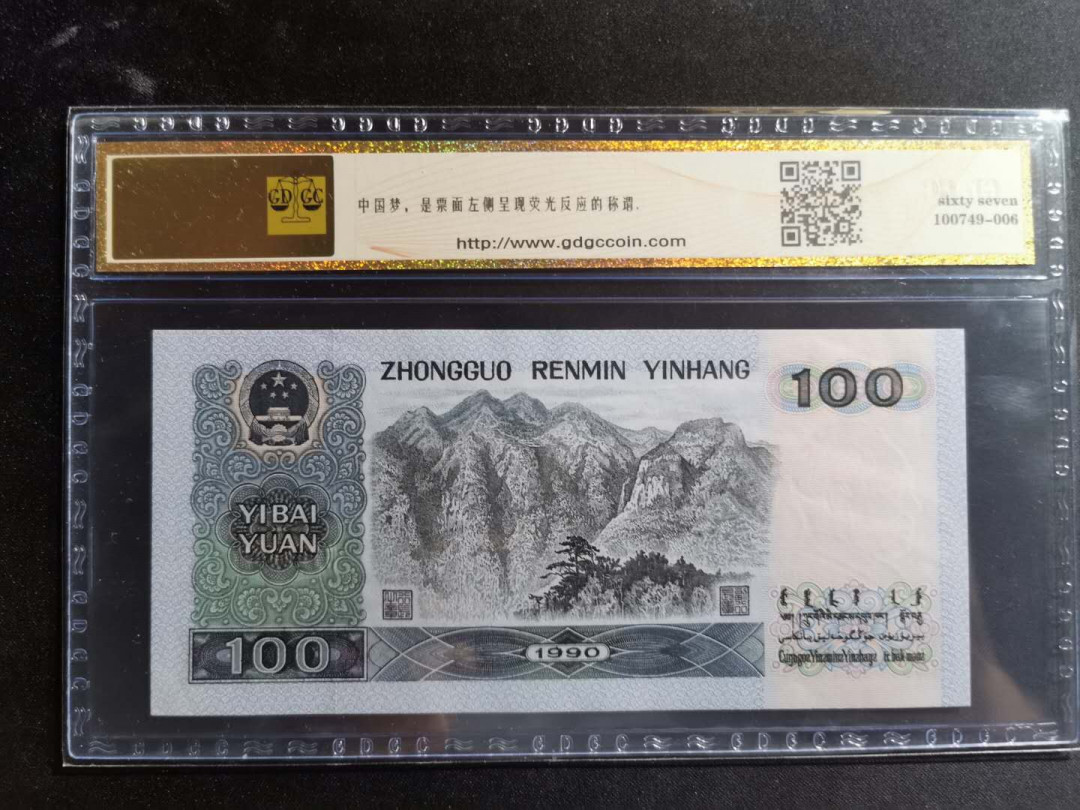 GDGC
中国梦，是票面左侧呈现荧光反应的称谓.
http://www.gdgccoin.com
sixty seven
100749-006
ZHONGGUO RENMIN YINHANG
100
YIBAI
YUAN
100
1990